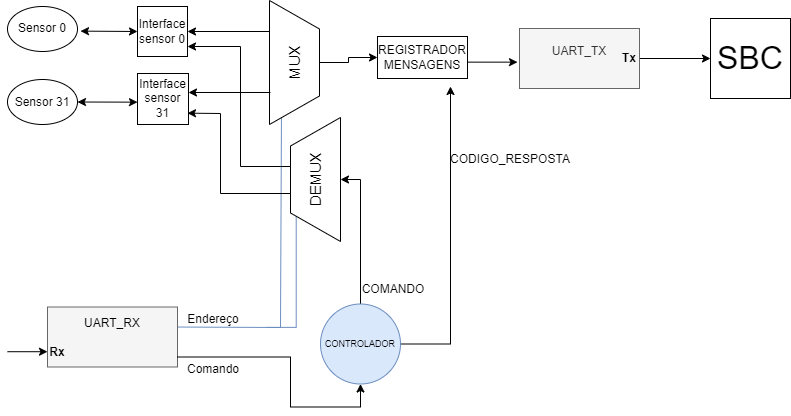 Sensor 0
Interface
sensor 0
MUX
REGISTRADOR
MENSAGENS
UART_TX
Tx
SBC
Sensor 31
Interface
sensor
31
DEMUX
CODIGO_RESPOSTA
COMANDO
UART_RX
Endereço
Rx
CONTROLADOR
Comando